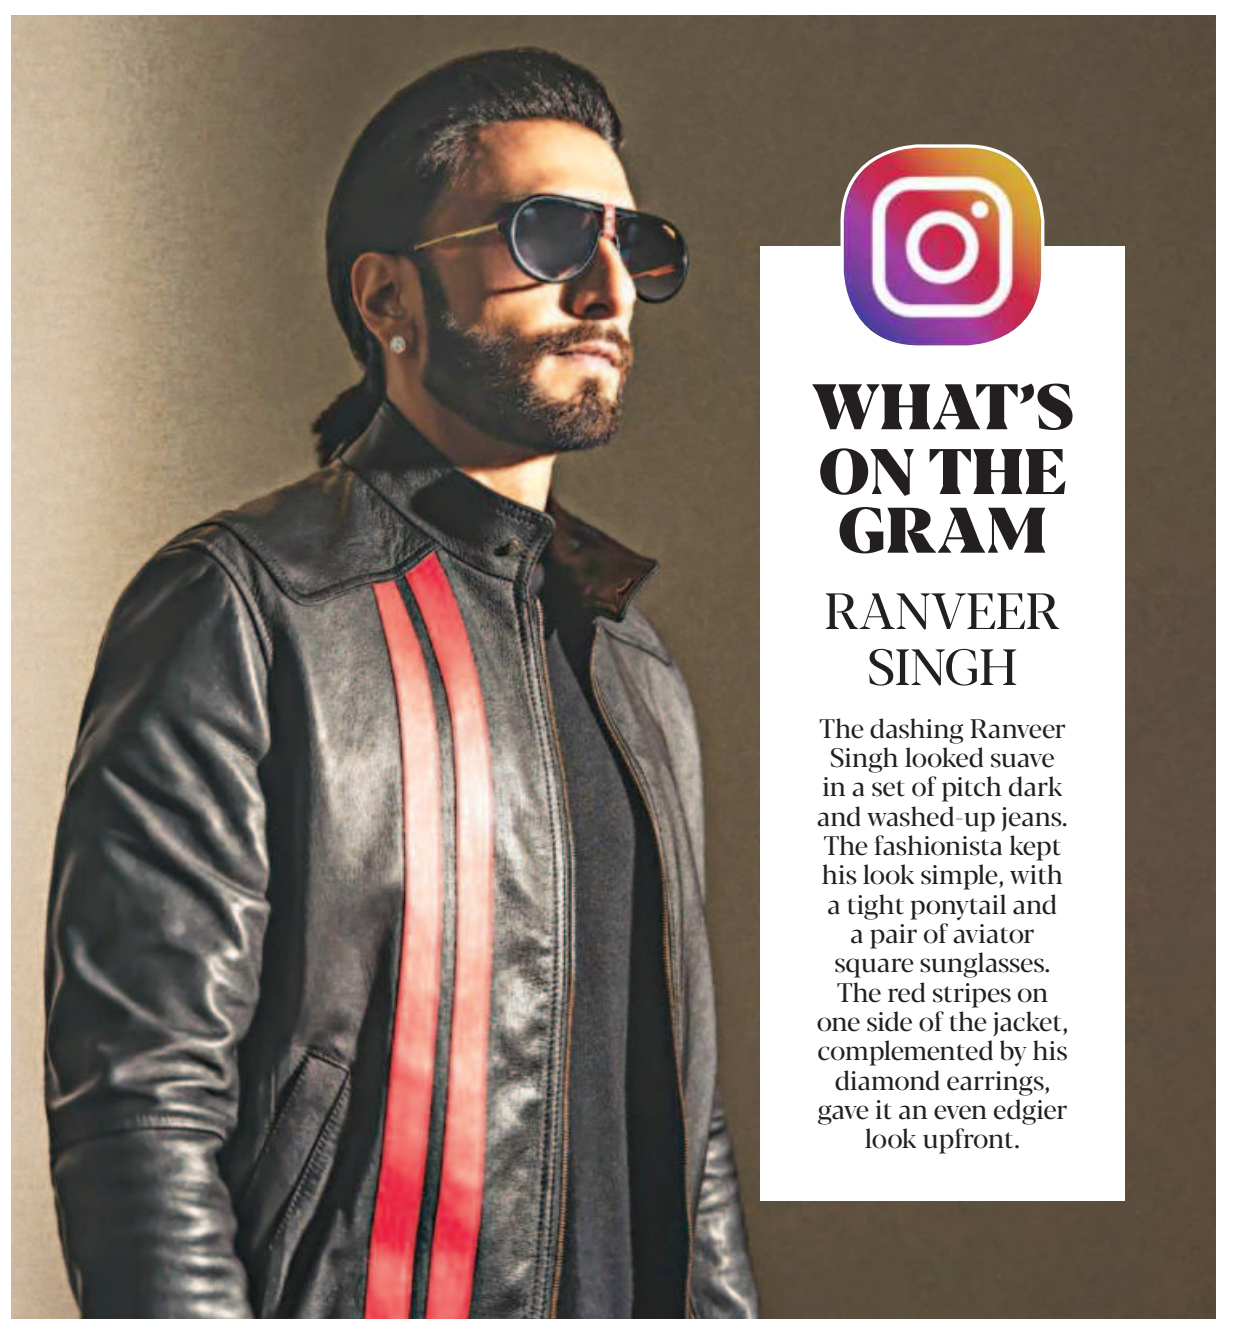 WHAT'S
ON THE
GRAM
RANVEER
SINGH
The dashing Ranveer
Singh looked suave
in a set of pitch dark
and washed-up jeans.
The fashionista kept
his look simple, with
a tight ponytail and
a pair of aviator
square sunglasses.
The red stripes on
one side of the jacket,
complemented by his
diamond earrings,
gave it an even edgier
look upfront.